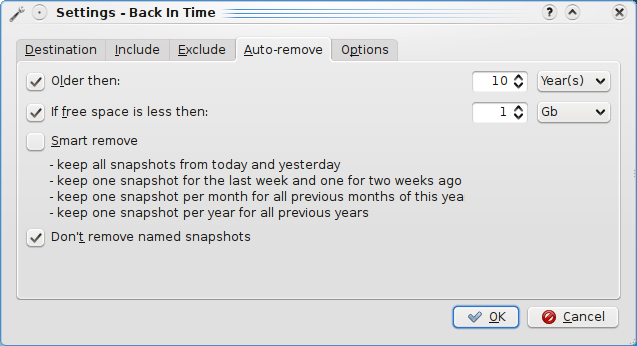 Settings - Back In Time
Destination Include Exclude Auto-remove Options
Older then: 10 Year(s)
If free space is less then: 1 Gb
Smart remove
- keep all snapshots from today and yesterday
- keep one snapshot for the last week and one for two weeks ago
- keep one snapshot per month for all previous months of this yea
- keep one snapshot per year for all previous years
Don't remove named snapshots
OK Cancel